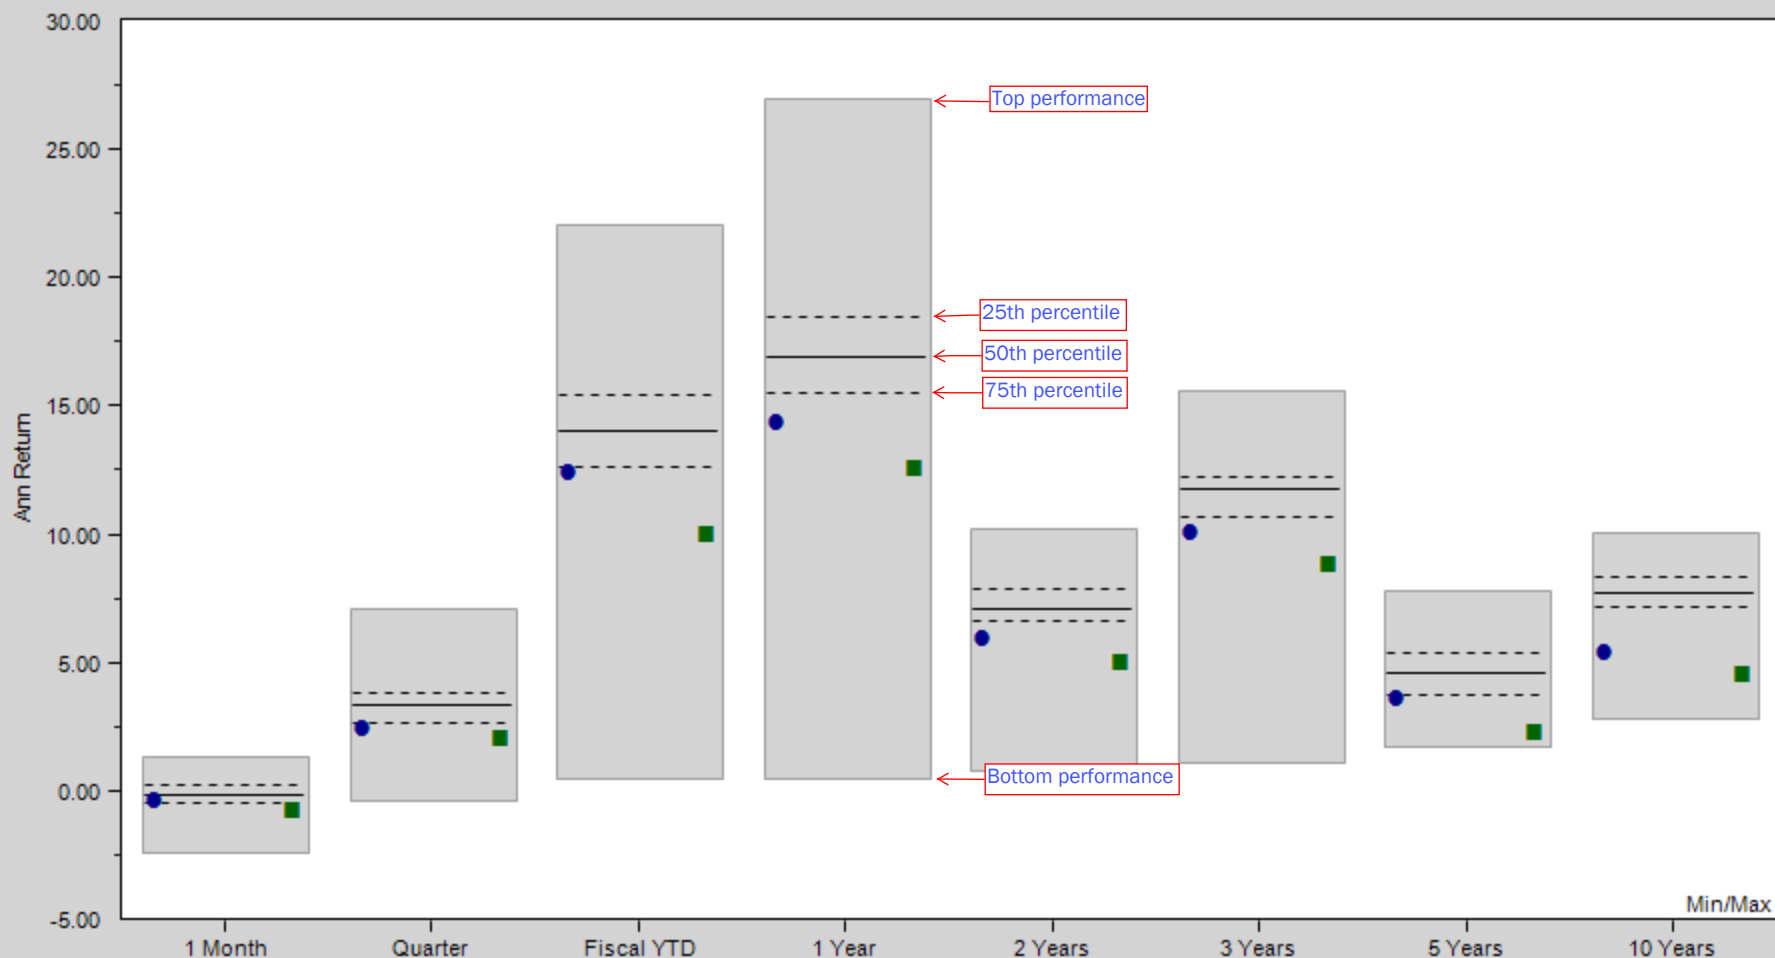 30.00
25.00
20.00
15.00
10.00
5.00
0.00
-5.00
Ann Return
Top performance
25th percentile
50th percentile
75th percentile
Bottom performance
Min/Max
1 Month
Quarter
Fiscal YTD
1 Year
2 Years
3 Years
5 Years
10 Years